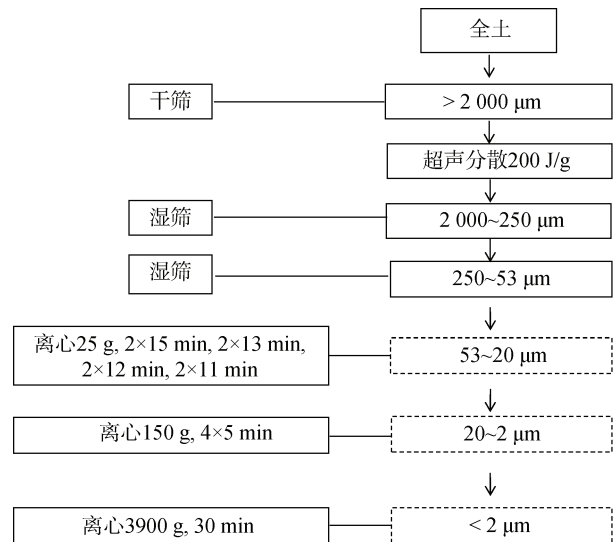 全土
干筛
> 2 000 μm
超声分散200 J/g
湿筛
2 000~250 μm
湿筛
250~53 μm
离心25 g, 2×15 min, 2×13 min,
2×12 min, 2×11 min
53~20 μm
离心150 g, 4×5 min
20~2 μm
离心3900 g, 30 min
< 2 μm